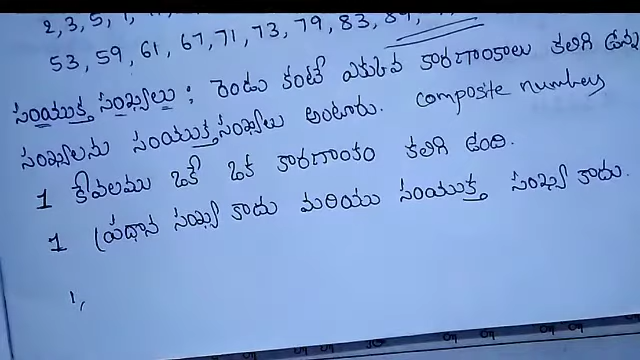 2, 3, 5,
53, 59, 61, 67, 71, 73, 79, 83, 89,
సంయుక్త సంఖ్యలు : రెండు కంటే ఎక్కువ కారణాంకాలు కలిగి ఉన్న
సంఖ్యలను సంయుక్త సంఖ్యలు అంటారు. composite numbers
1 కేవలము ఒకే ఒక కారణాంకం కలిగి ఉంది.
1 ప్రధాన సంఖ్య కాదు మరియు సంయుక్త సంఖ్య కాదు.
1,